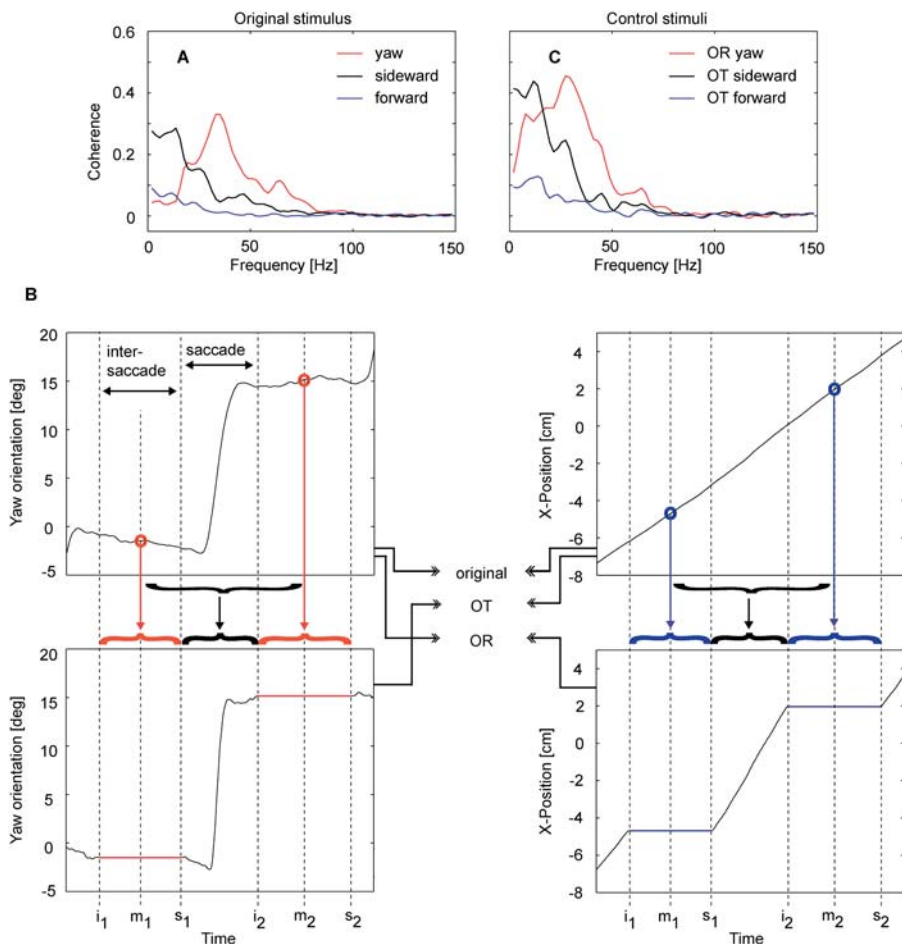 Original stimulus
Control stimuli
0.6
0.4
0.2
0
Coherence
A
yaw
sideward
forward
C
OR yaw
OT sideward
OT forward
0 50 100 150
0 50 100 150
Frequency [Hz]
Frequency [Hz]
B
20
15
10
5
0
-5
Yaw orientation [deg]
inter-
saccade
saccade
4
2
0
-2
-4
-6
-8
X-Position [cm]
original
OT
OR
20
15
10
5
0
-5
Yaw orientation [deg]
i1 m1 s1 i2 m2 s2
Time
4
2
0
-2
-4
-6
-8
X-Position [cm]
i1 m1 s1 i2 m2 s2
Time